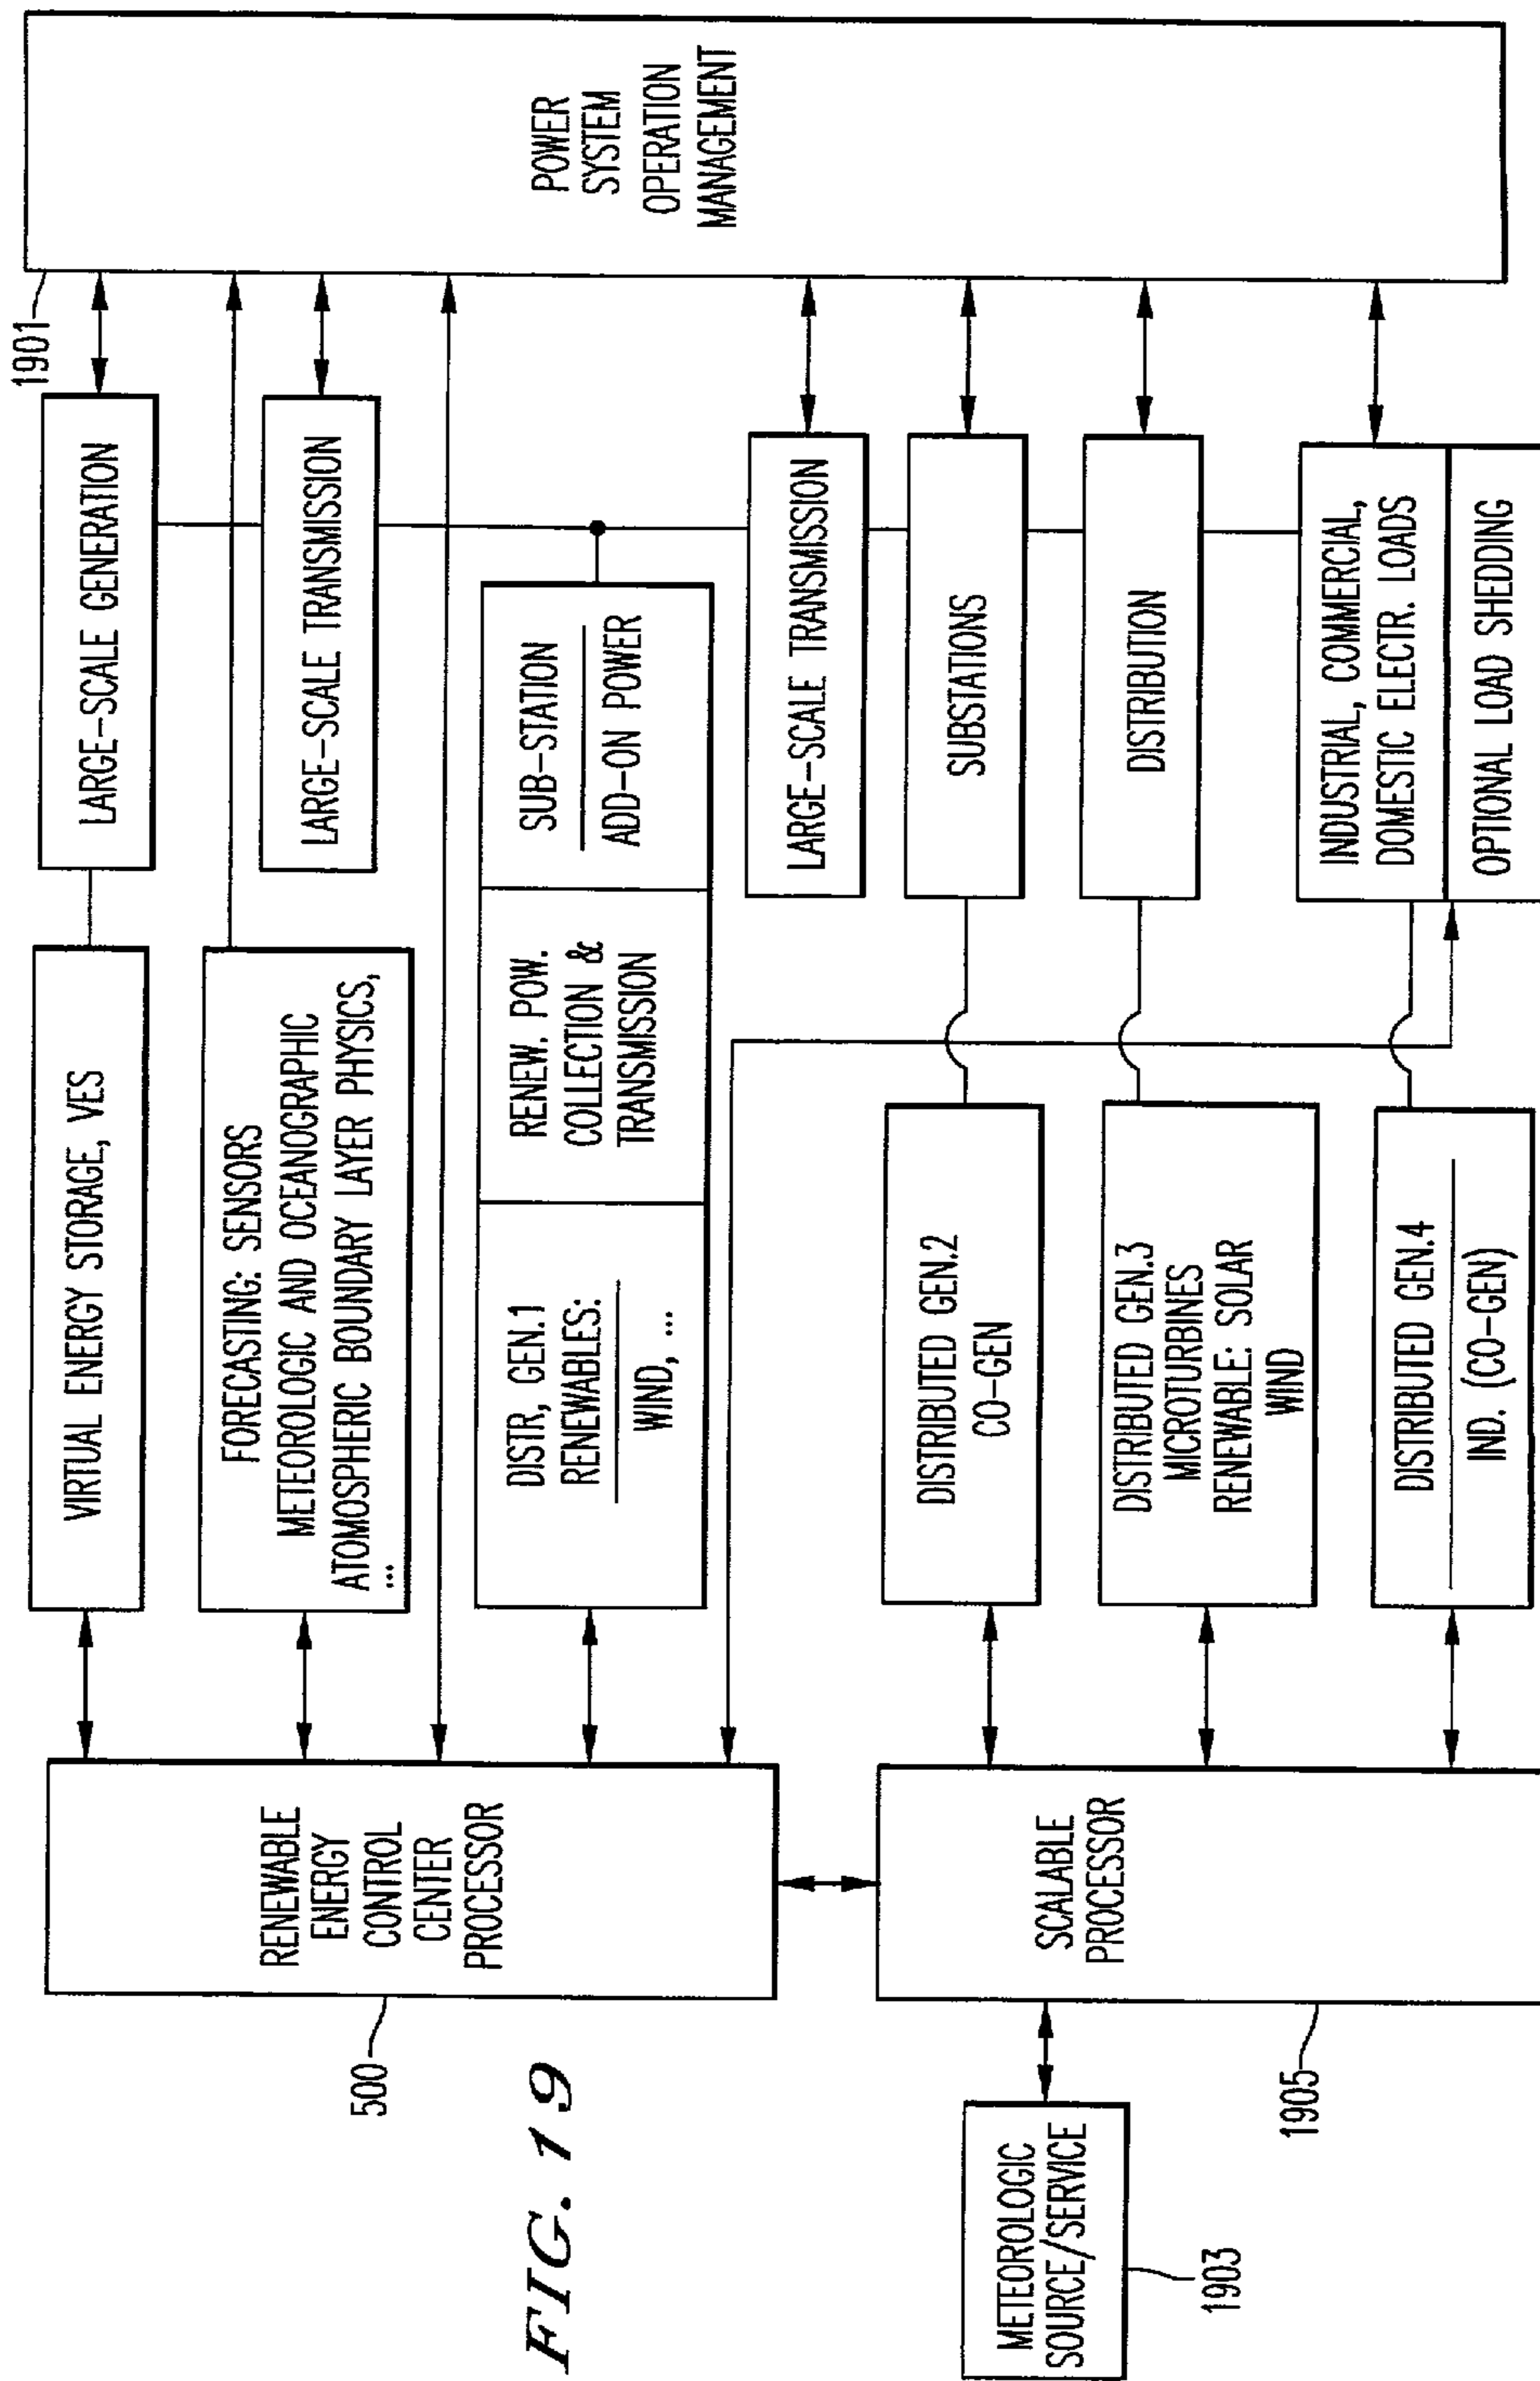 FIG. 19
500
RENEWABLE
ENERGY
CONTROL
CENTER
PROCESSOR
METEOROLOGIC
SOURCE/SERVICE
1903
SCALABLE
PROCESSOR
1905
VIRTUAL ENERGY STORAGE, VES
FORECASTING: SENSORS
METEOROLOGIC AND OCEANOGRAPHIC
ATOMOSPHERIC BOUNDARY LAYER PHYSICS,
...
DISTR, GEN.1
RENEWABLES:
WIND, ...
RENEW. POW.
COLLECTION &
TRANSMISSION
SUB-STATION
ADD-ON POWER
DISTRIBUTED GEN.2
CO-GEN
DISTRIBUTED GEN.3
MICROTURBINES
RENEWABLE: SOLAR
WIND
DISTRIBUTED GEN.4
IND. (CO-GEN)
LARGE-SCALE GENERATION
LARGE-SCALE TRANSMISSION
LARGE-SCALE TRANSMISSION
SUBSTATIONS
DISTRIBUTION
INDUSTRIAL, COMMERCIAL,
DOMESTIC ELECTR. LOADS
OPTIONAL LOAD SHEDDING
1901
POWER
SYSTEM
OPERATION
MANAGEMENT